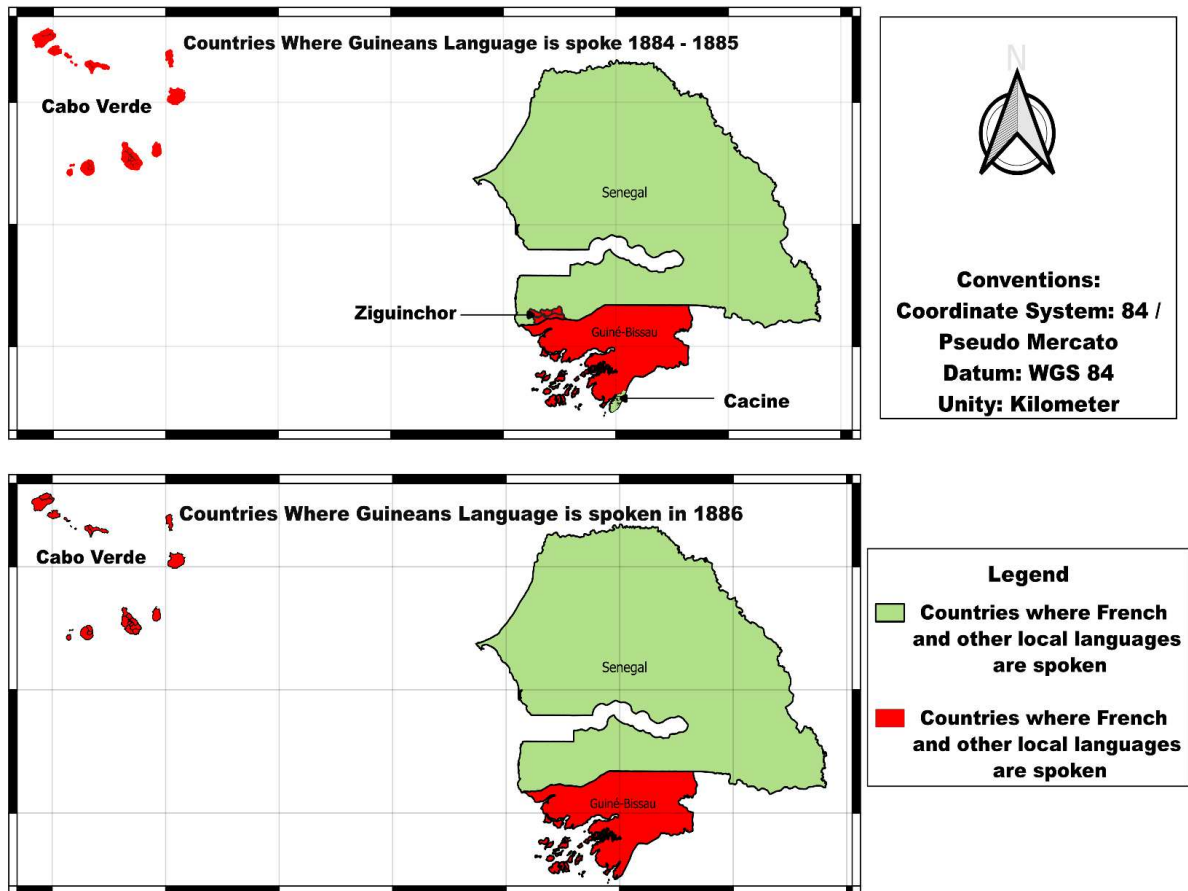 Countries Where Guineans Language is spoke 1884 - 1885
Cabo Verde
Senegal
Ziguinchor
Guiné-Bissau
Cacine
N
Conventions:
Coordinate System: 84 /
Pseudo Mercato
Datum: WGS 84
Unity: Kilometer
Countries Where Guineans Language is spoken in 1886
Cabo Verde
Senegal
Guiné-Bissau
Legend
Countries where French
and other local languages
are spoken
Countries where French
and other local languages
are spoken